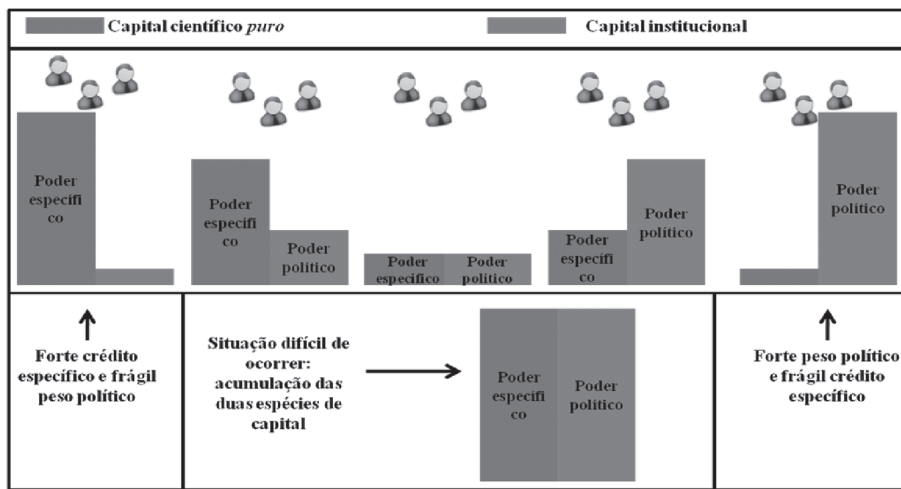 Capital científico puro
Capital institucional
Poder
específi
co
Poder
específi
co
Poder
político
Poder
específico
Poder
político
Poder
específi
co
Poder
político
Poder
político
Forte crédito
específico e frágil
peso político
Situação difícil de
ocorrer:
acumulação das
duas espécies de
capital
Poder
específi
co
Poder
político
Forte peso político
e frágil crédito
específico